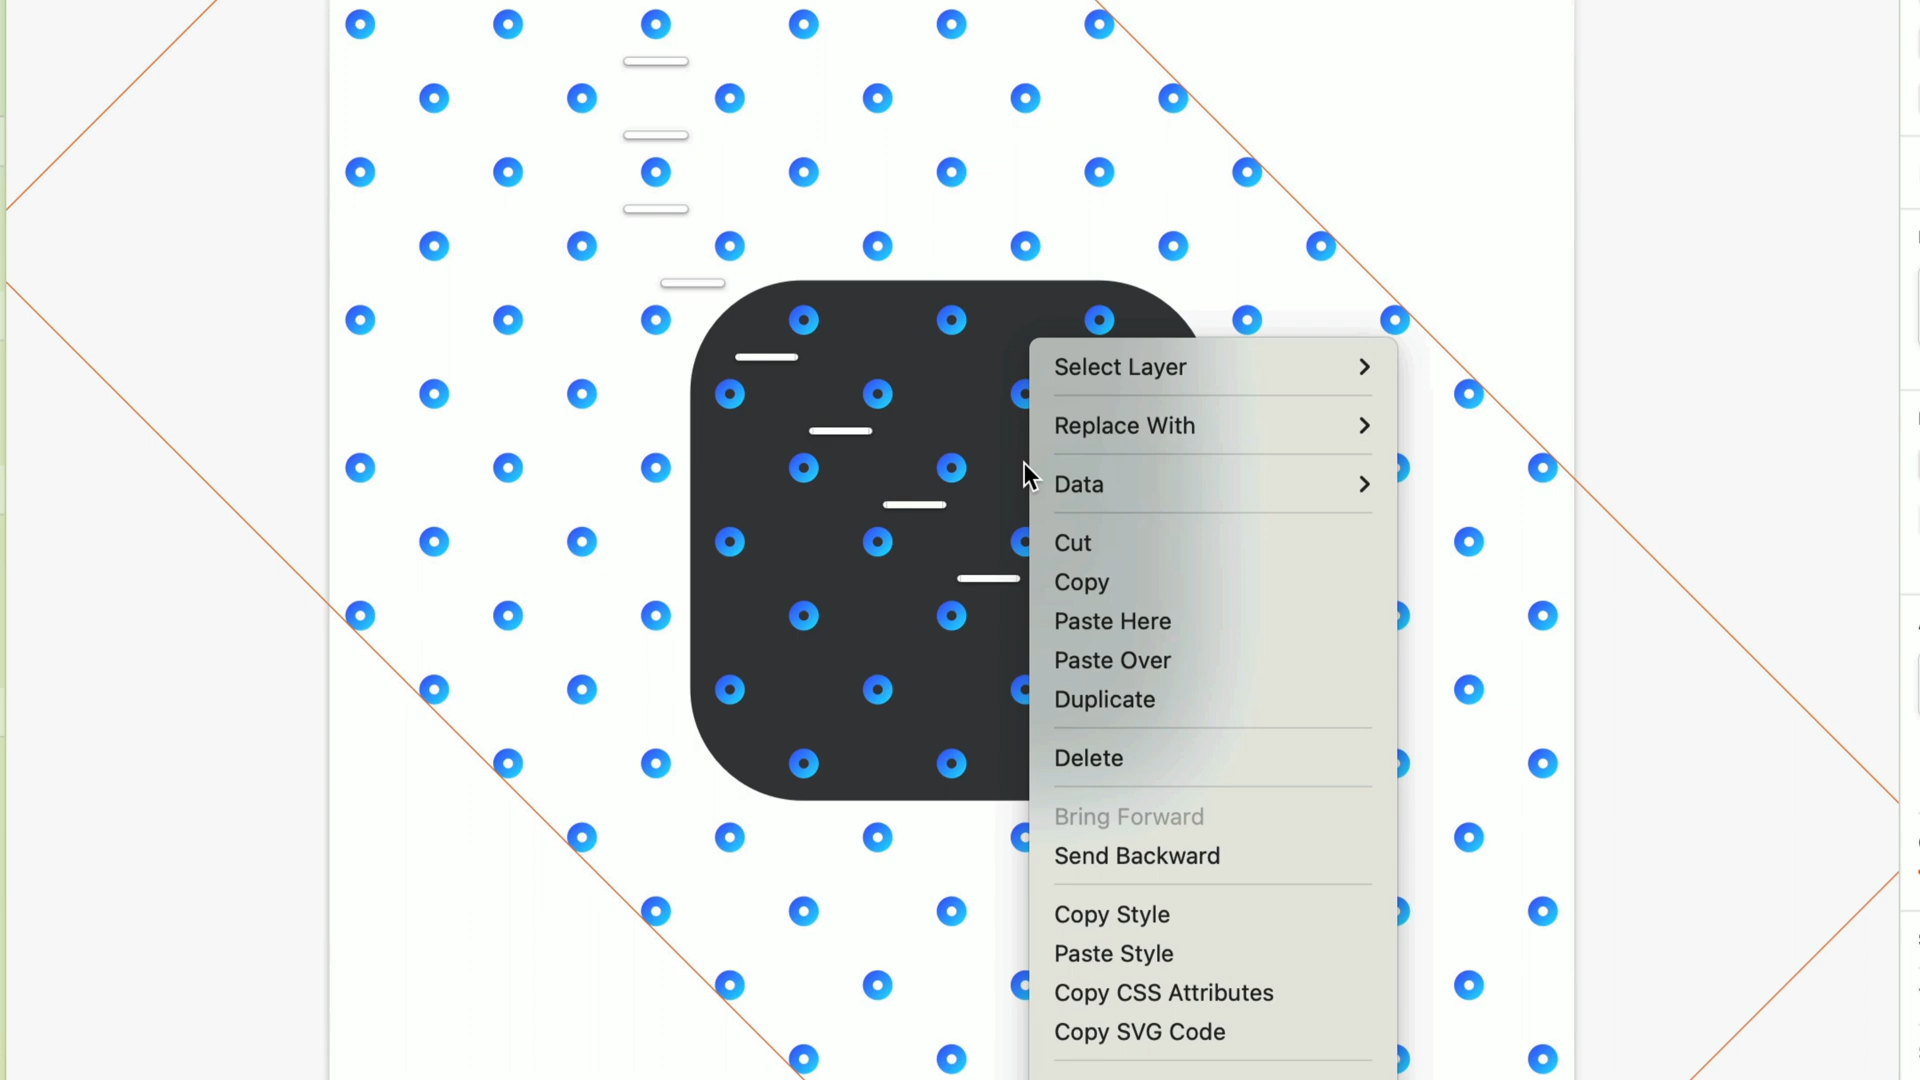 Select Layer
Replace With
Data
Cut
Copy
Paste Here
Paste Over
Duplicate
Delete
Bring Forward
Send Backward
Copy Style
Paste Style
Copy CSS Attributes
Copy SVG Code